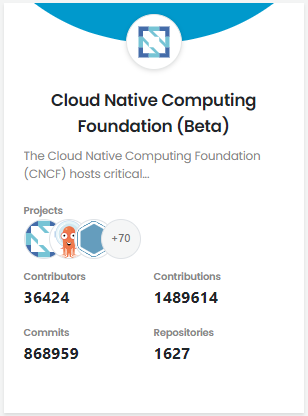 Cloud Native Computing
Foundation (Beta)
The Cloud Native Computing Foundation
(CNCF) hosts critical...
Projects
+70
Contributors Contributions
36424 1489614
Commits Repositories
868959 1627